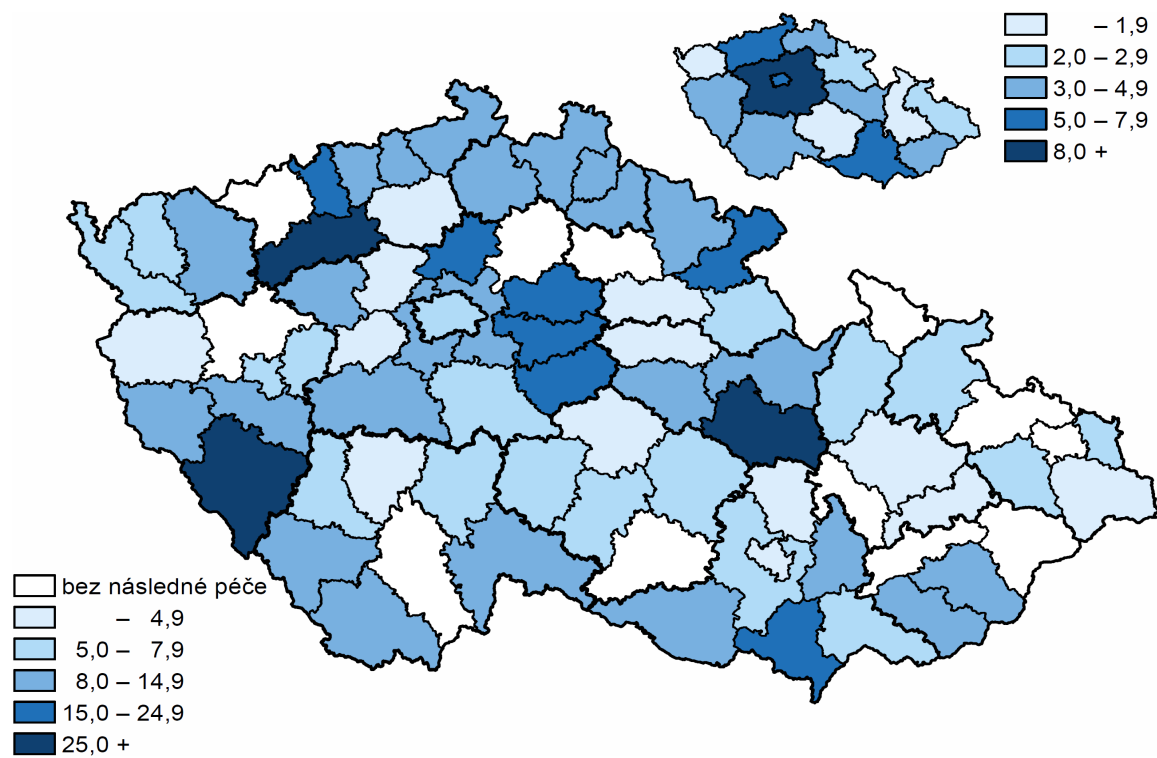 – 1,9
2,0 – 2,9
3,0 – 4,9
5,0 – 7,9
8,0 +
bez následné péče
– 4,9
5,0 – 7,9
8,0 – 14,9
15,0 – 24,9
25,0 +